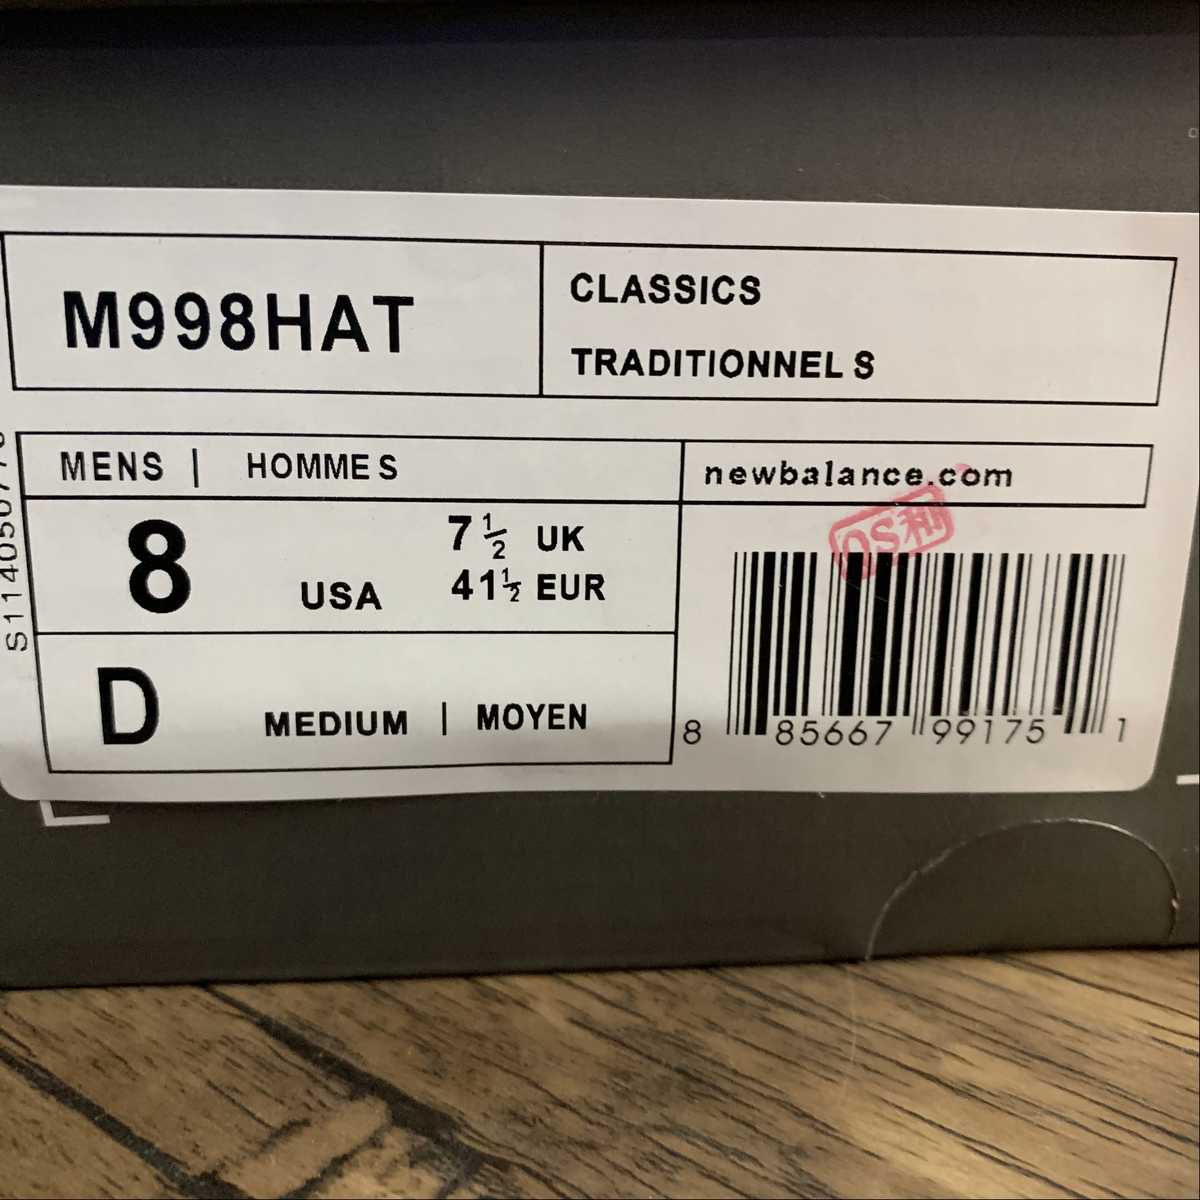 M998HAT
CLASSICS
TRADITIONNEL S
MENS | HOMME S
newbalance.com
8 USA
7 ½ UK
41 ½ EUR
D MEDIUM | MOYEN
8 85667 99175 1